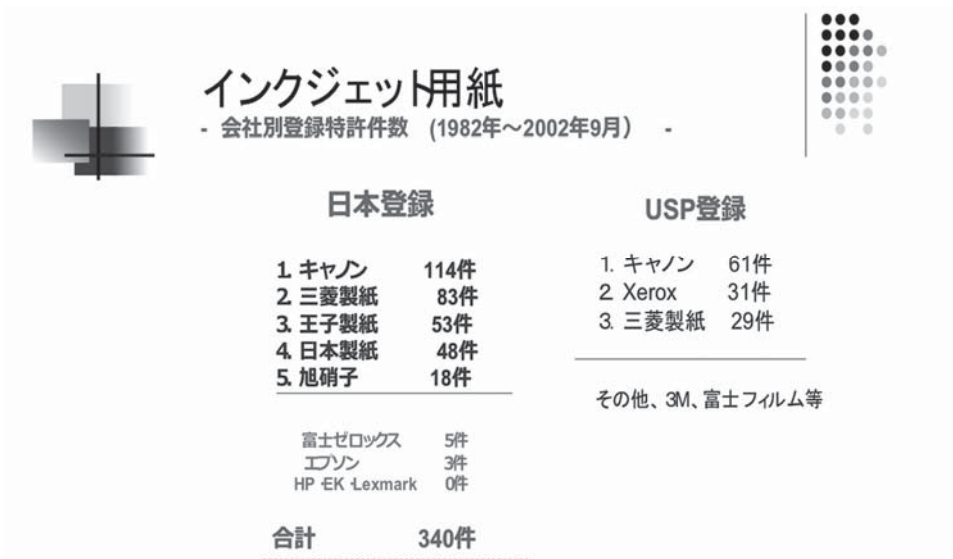 インクジェット用紙
- 会社別登録特許件数 (1982年～2002年9月) -
日本登録
1. キャノン 114件
2. 三菱製紙 83件
3. 王子製紙 53件
4. 日本製紙 48件
5. 旭硝子 18件
富士ゼロックス 5件
エプソン 3件
HP・EK・Lexmark 0件
合計 340件
USP登録
1. キャノン 61件
2. Xerox 31件
3. 三菱製紙 29件
その他、3M、富士フィルム等